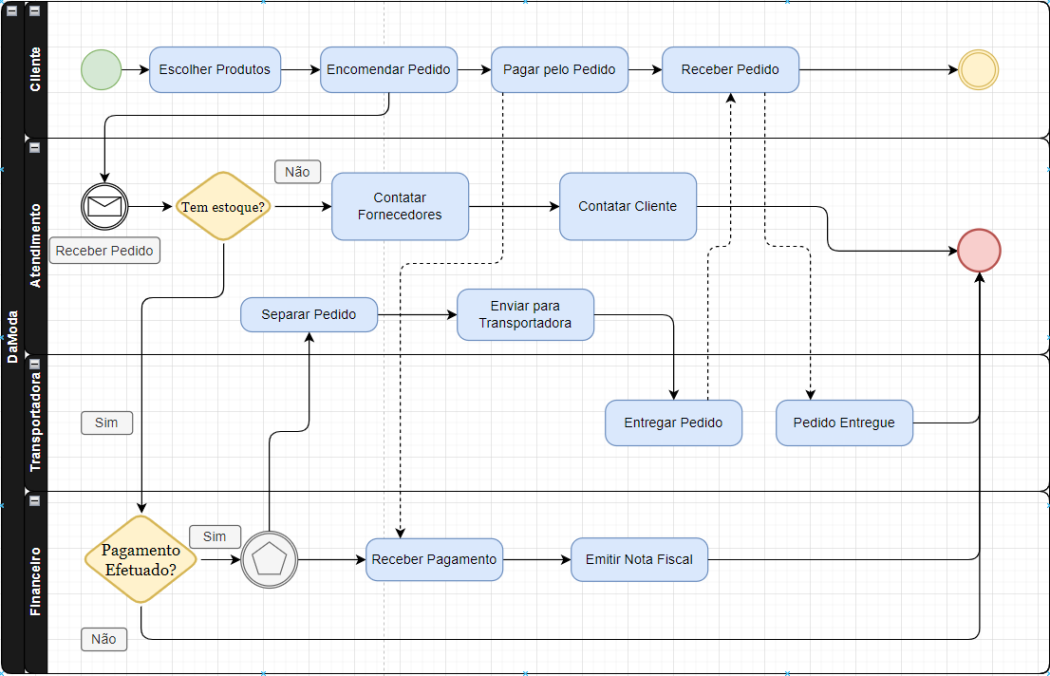 DaModa
Cliente
Escolher Produtos
Encomendar Pedido
Pagar pelo Pedido
Receber Pedido
Atendimento
Receber Pedido
Tem estoque?
Não
Contatar
Fornecedores
Contatar Cliente
Separar Pedido
Enviar para
Transportadora
Transportadora
Sim
Entregar Pedido
Pedido Entregue
Financeiro
Pagamento
Efetuado?
Sim
Receber Pagamento
Emitir Nota Fiscal
Não